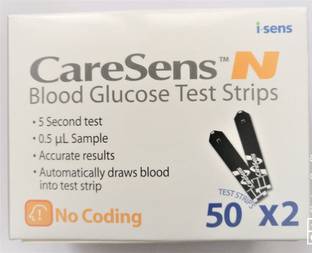 i·sens
CareSens™ N
Blood Glucose Test Strips
• 5 Second test
• 0.5 µL Sample
• Accurate results
• Automatically draws blood
into test strip
TEST STRIPS
No Coding
50 x2